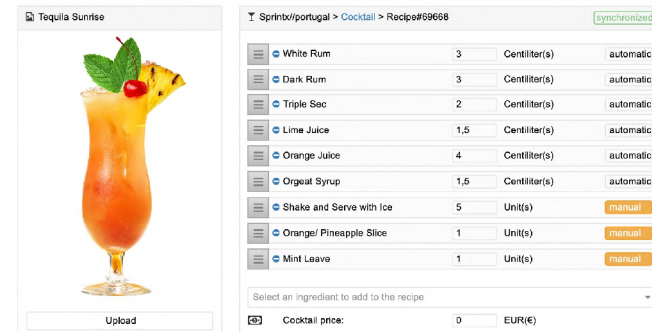 Tequila Sunrise
Sprintx//portugal > Cocktail > Recipe#69668 synchronized
White Rum 3 Centiliter(s) automatic
Dark Rum 3 Centiliter(s) automatic
Triple Sec 2 Centiliter(s) automatic
Lime Juice 1,5 Centiliter(s) automatic
Orange Juice 4 Centiliter(s) automatic
Orgeat Syrup 1,5 Centiliter(s) automatic
Shake and Serve with Ice 5 Unit(s) manual
Orange/ Pineapple Slice 1 Unit(s) manual
Mint Leave 1 Unit(s) manual
Select an ingredient to add to the recipe
Upload
Cocktail price: 0 EUR(€)